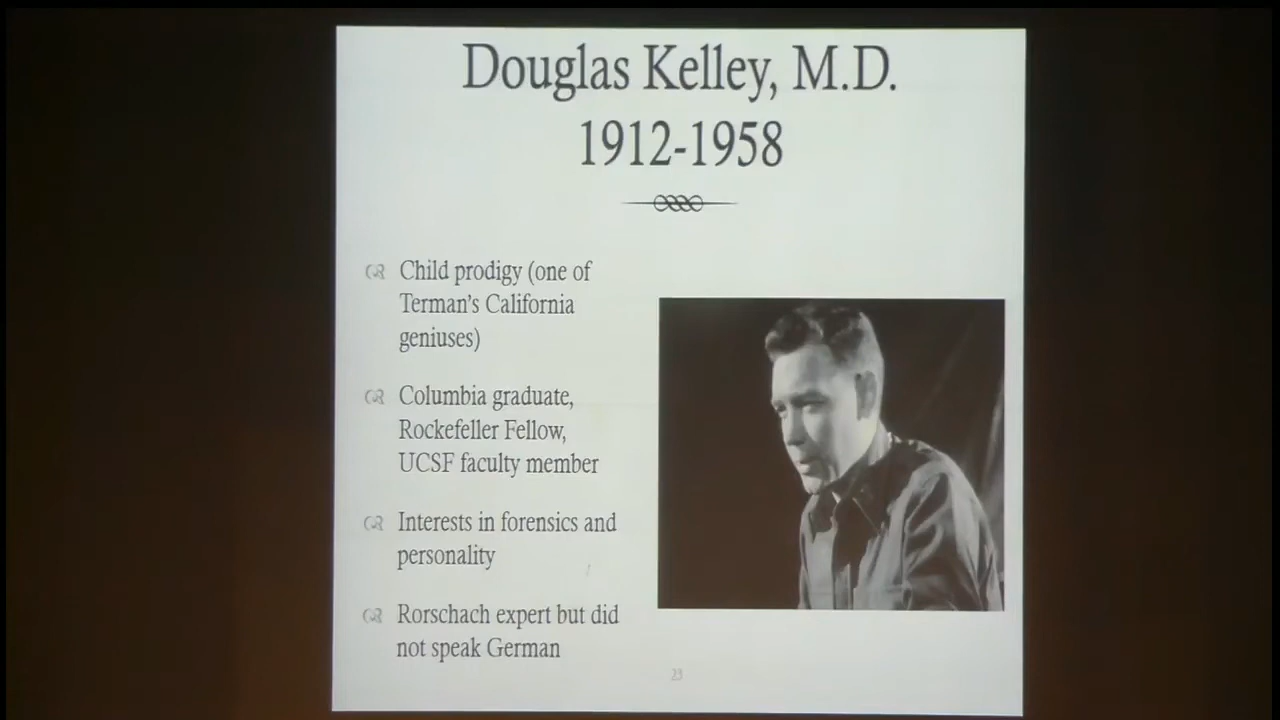 Douglas Kelley, M.D.
1912-1958
Child prodigy (one of
Terman's California
geniuses)
Columbia graduate,
Rockefeller Fellow,
UCSF faculty member
Interests in forensics and
personality
Rorschach expert but did
not speak German
23